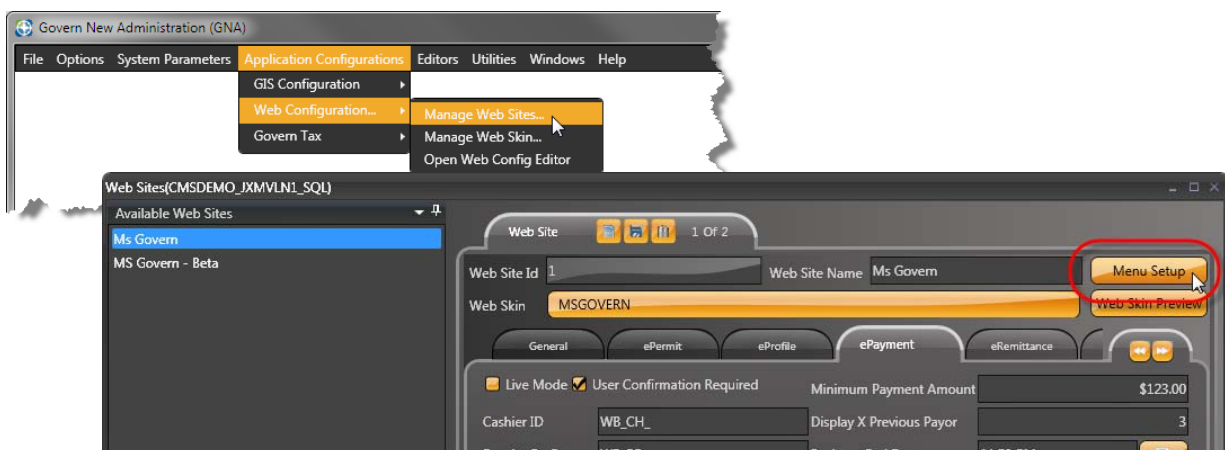 Govern New Administration (GNA)
File Options System Parameters Application Configurations Editors Utilities Windows Help
GIS Configuration
Web Configuration... Manage Web Sites...
Govern Tax Manage Web Skin...
Open Web Config Editor
Web Sites(CMSDEMO_JXMVLN1_SQL)
Available Web Sites
Ms Govern
MS Govern - Beta
Web Site 1 Of 2
Web Site Id 1 Web Site Name Ms Govern Menu Setup
Web Skin MSGOVERN Web Skin Preview
General ePermit eProfile ePayment eRemittance
Live Mode User Confirmation Required Minimum Payment Amount $123.00
Cashier ID WB_CH_ Display X Previous Payor 3